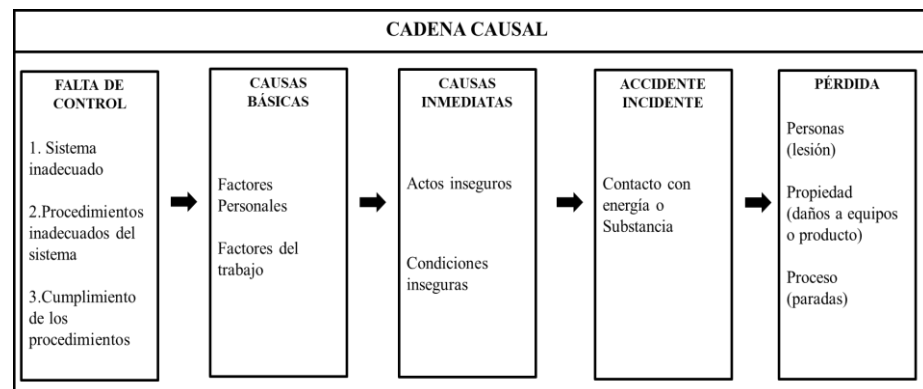 CADENA CAUSAL
FALTA DE
CONTROL
1. Sistema
inadecuado
2.Procedimientos
inadecuados del
sistema
3.Cumplimiento
de los
procedimientos
CAUSAS
BÁSICAS
Factores
Personales
Factores del
trabajo
CAUSAS
INMEDIATAS
Actos inseguros
Condiciones
inseguras
ACCIDENTE
INCIDENTE
Contacto con
energía o
Substancia
PÉRDIDA
Personas
(lesión)
Propiedad
(daños a equipos
o producto)
Proceso
(paradas)